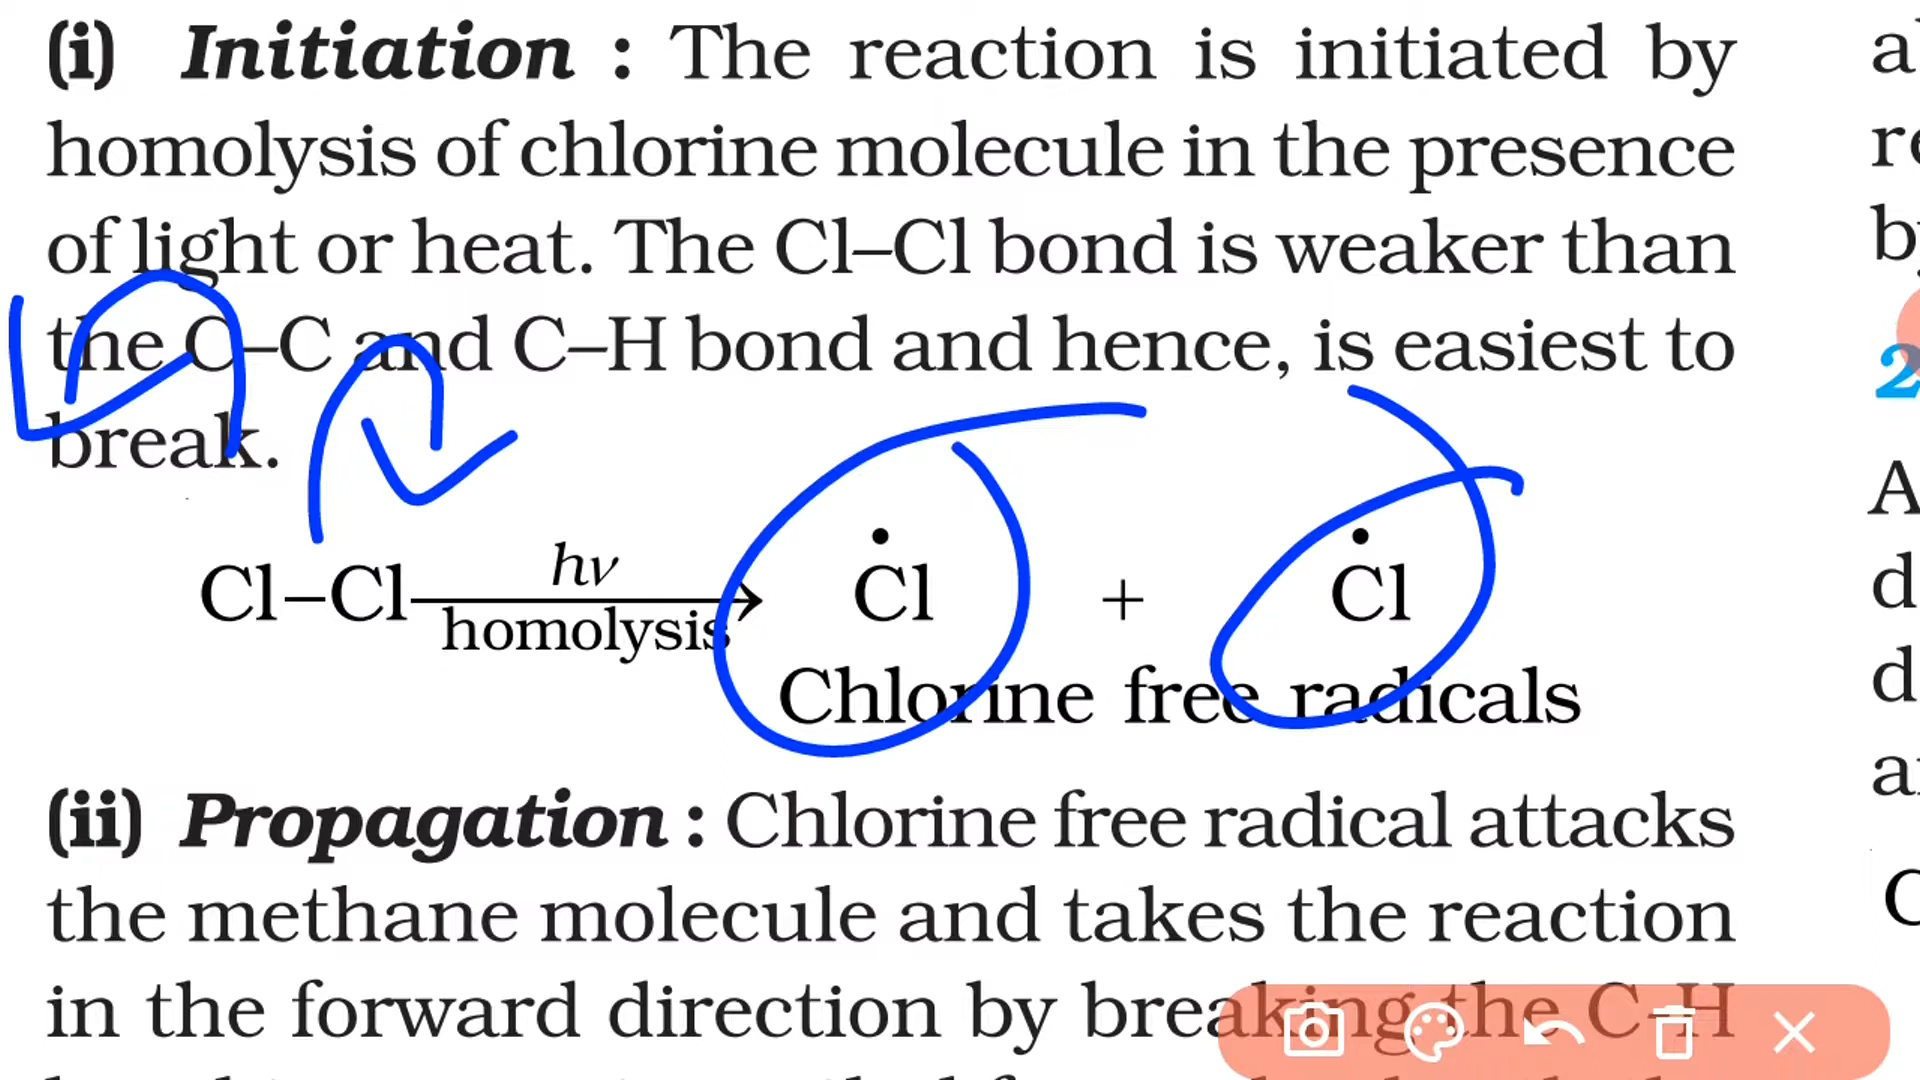 (i) Initiation : The reaction is initiated by
homolysis of chlorine molecule in the presence
of light or heat. The Cl–Cl bond is weaker than
the C–C and C–H bond and hence, is easiest to
break.
hν
Cl–Cl Ċl + Ċl
homolysis
Chlorine free radicals
(ii) Propagation : Chlorine free radical attacks
the methane molecule and takes the reaction
in the forward direction by breaking the C-H
2
A
d
d